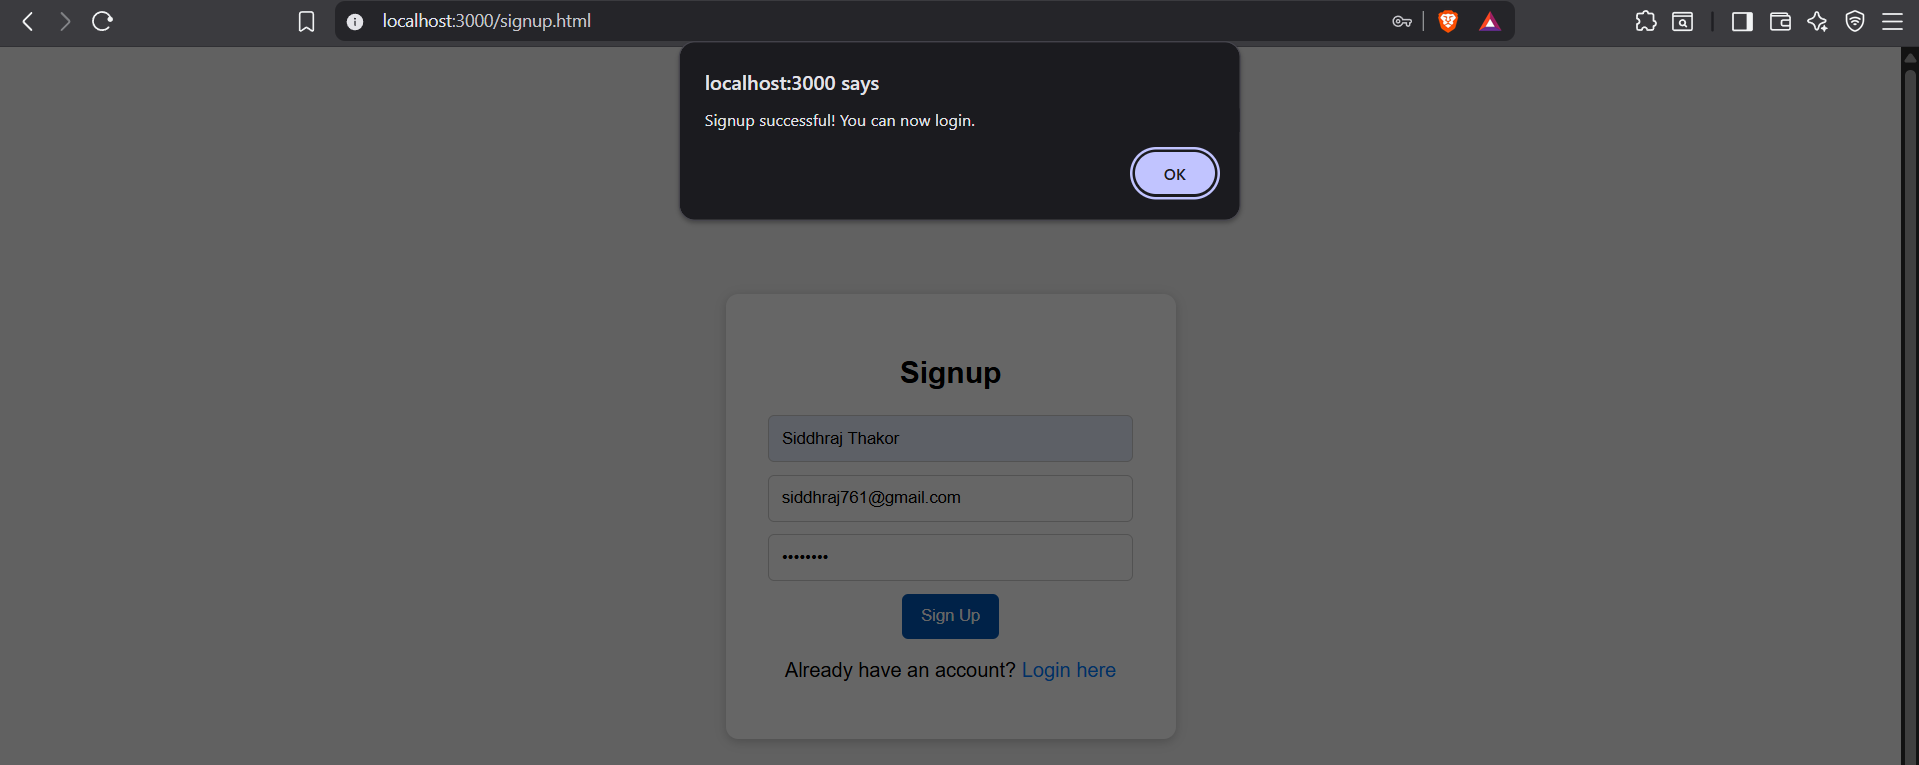 localhost:3000/signup.html
localhost:3000 says
Signup successful! You can now login.
OK
Signup
Siddhraj Thakor
siddhraj761@gmail.com
••••••••
Sign Up
Already have an account? Login here